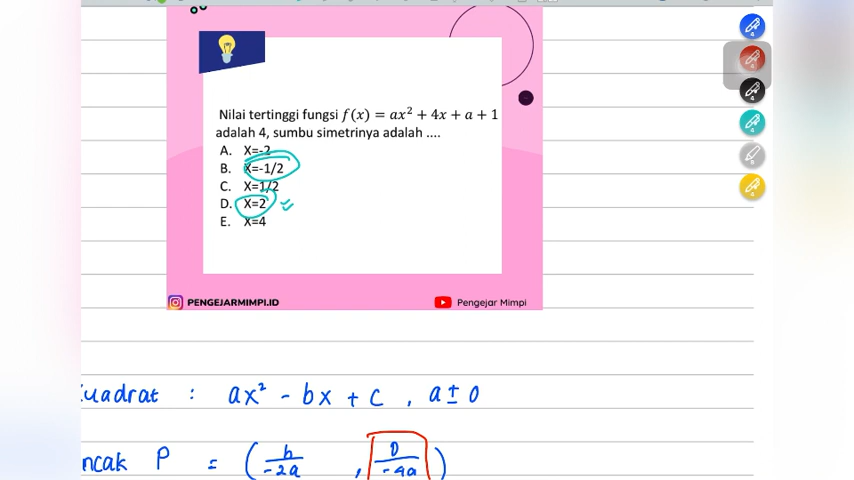 Nilai tertinggi fungsi f(x) = ax² + 4x + a + 1
adalah 4, sumbu simetrinya adalah ....
A. X=-2
B. X=-1/2
C. X=1/2
D. X=2
E. X=4
PENGEJARMIMPI.ID
Pengejar Mimpi
kuadrat : ax² - bx + c , a ± 0
ncak P = ( b/-2a , D/-4a )